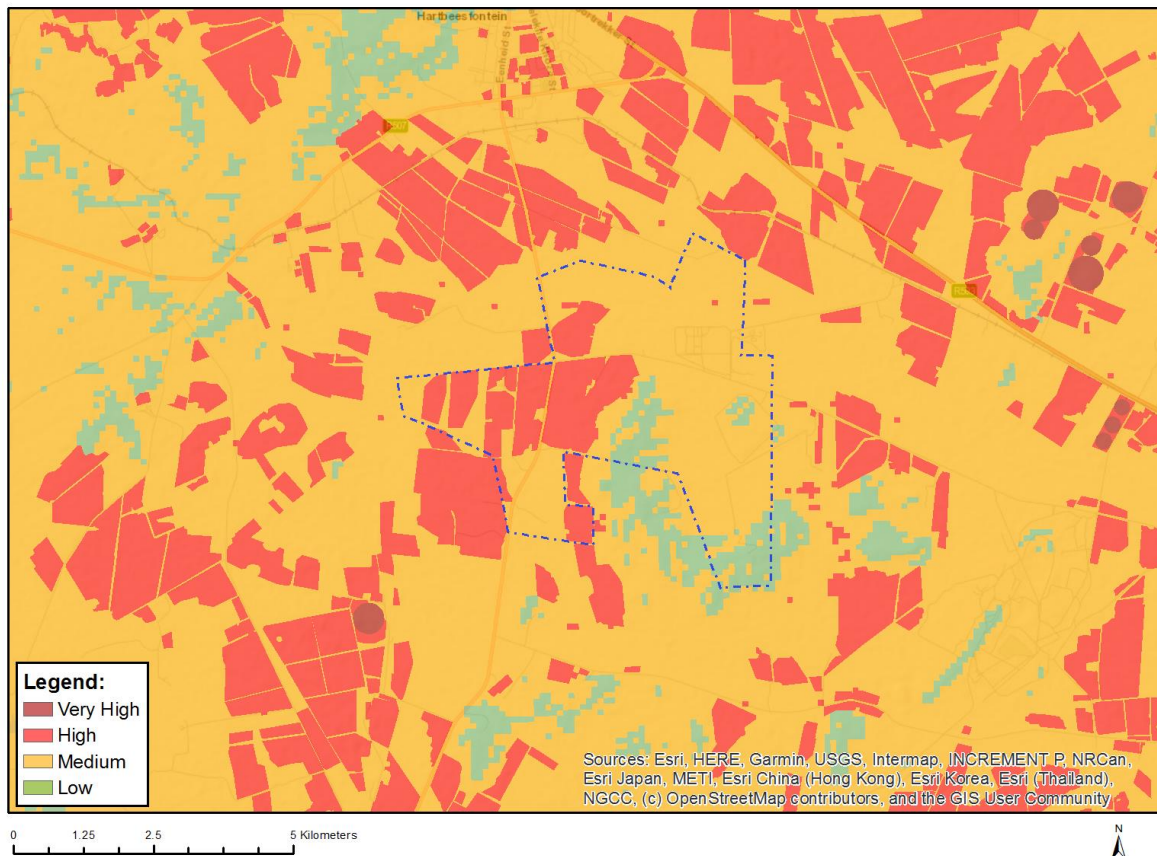 Hartbeesfontein
Eenheid St
Legend:
Very High
High
Medium
Low
Sources: Esri, HERE, Garmin, USGS, Intermap, INCREMENT P, NRCan,
Esri Japan, METI, Esri China (Hong Kong), Esri Korea, Esri (Thailand),
NGCC, (c) OpenStreetMap contributors, and the GIS User Community
0 1.25 2.5 5 Kilometers
N